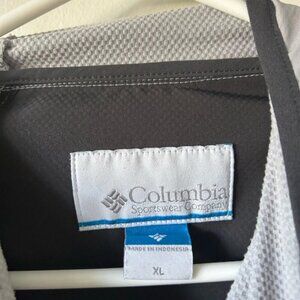 Columbia
Sportswear Company
MADE IN INDONESIA
XL